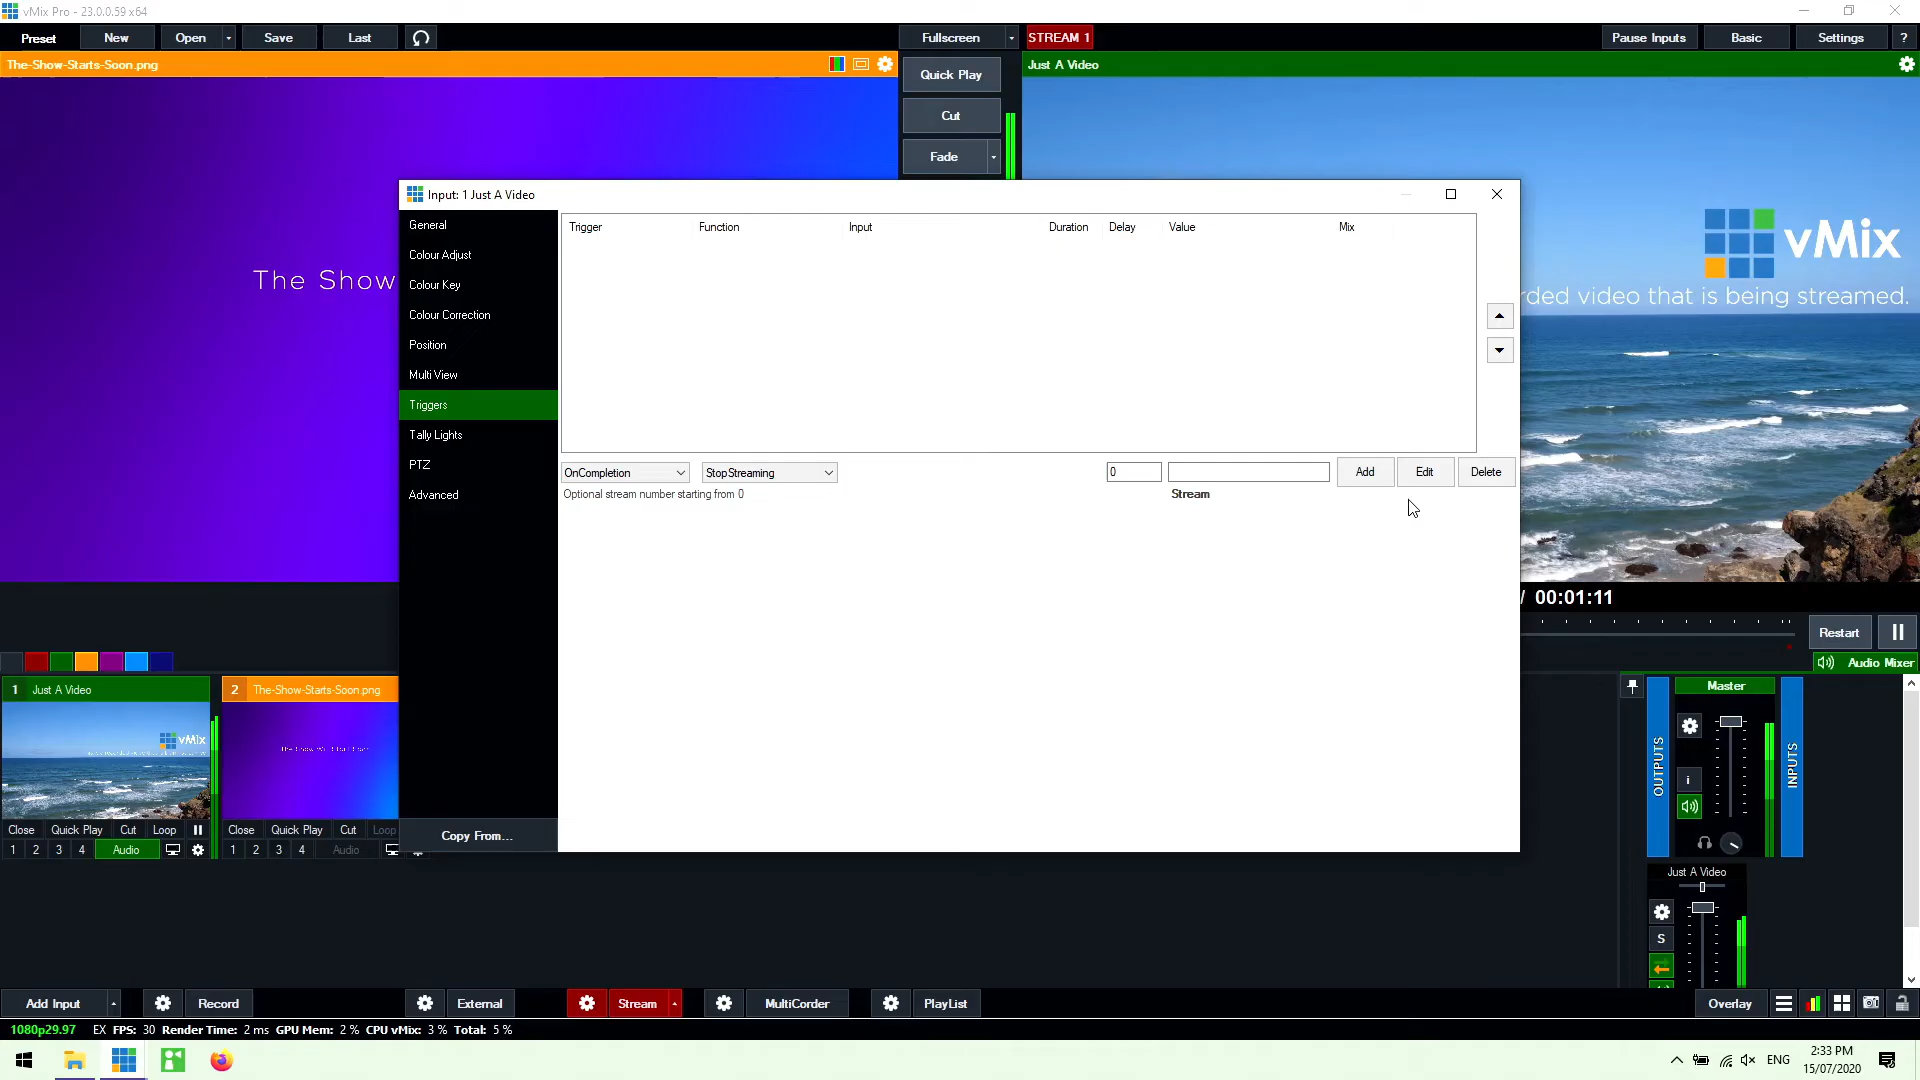 vMix Pro - 23.0.0.59 x64
Preset New Open Save Last Fullscreen STREAM 1 Pause Inputs Basic Settings ?
The-Show-Starts-Soon.png
Quick Play
Just A Video
Cut
Fade
The Show
vMix
rded video that is being streamed.
Input: 1 Just A Video
General
Colour Adjust
Colour Key
Colour Correction
Position
Multi View
Triggers
Tally Lights
PTZ
Advanced
Copy From...
Trigger Function Input Duration Delay Value Mix
OnCompletion StopStreaming 0 Add Edit Delete
Optional stream number starting from 0 Stream
/ 00:01:11
Restart
Audio Mixer
1 Just A Video
2 The-Show-Starts-Soon.png
vMix
Close Quick Play Cut Loop
Close Quick Play Cut Loop
1 2 3 4 Audio
1 2 3 4 Audio
Master
OUTPUTS
INPUTS
i
Just A Video
S
Add Input Record External Stream MultiCorder PlayList Overlay
1080p29.97 EX FPS: 30 Render Time: 2 ms GPU Mem: 2 % CPU vMix: 3 % Total: 5 %
ENG
2:33 PM
15/07/2020